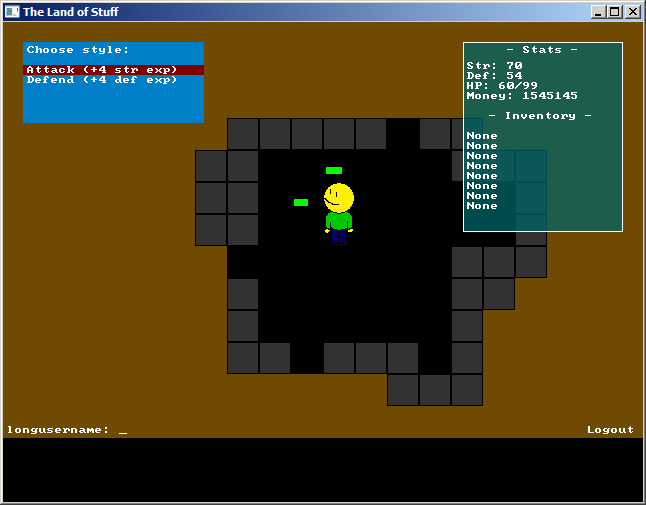 The Land of Stuff
Choose style:
Attack (+4 str exp)
Defend (+4 def exp)
- Stats -
Str: 70
Def: 54
HP: 60/99
Money: 1545145
- Inventory -
None
None
None
None
None
None
None
None
longusername: _
Logout